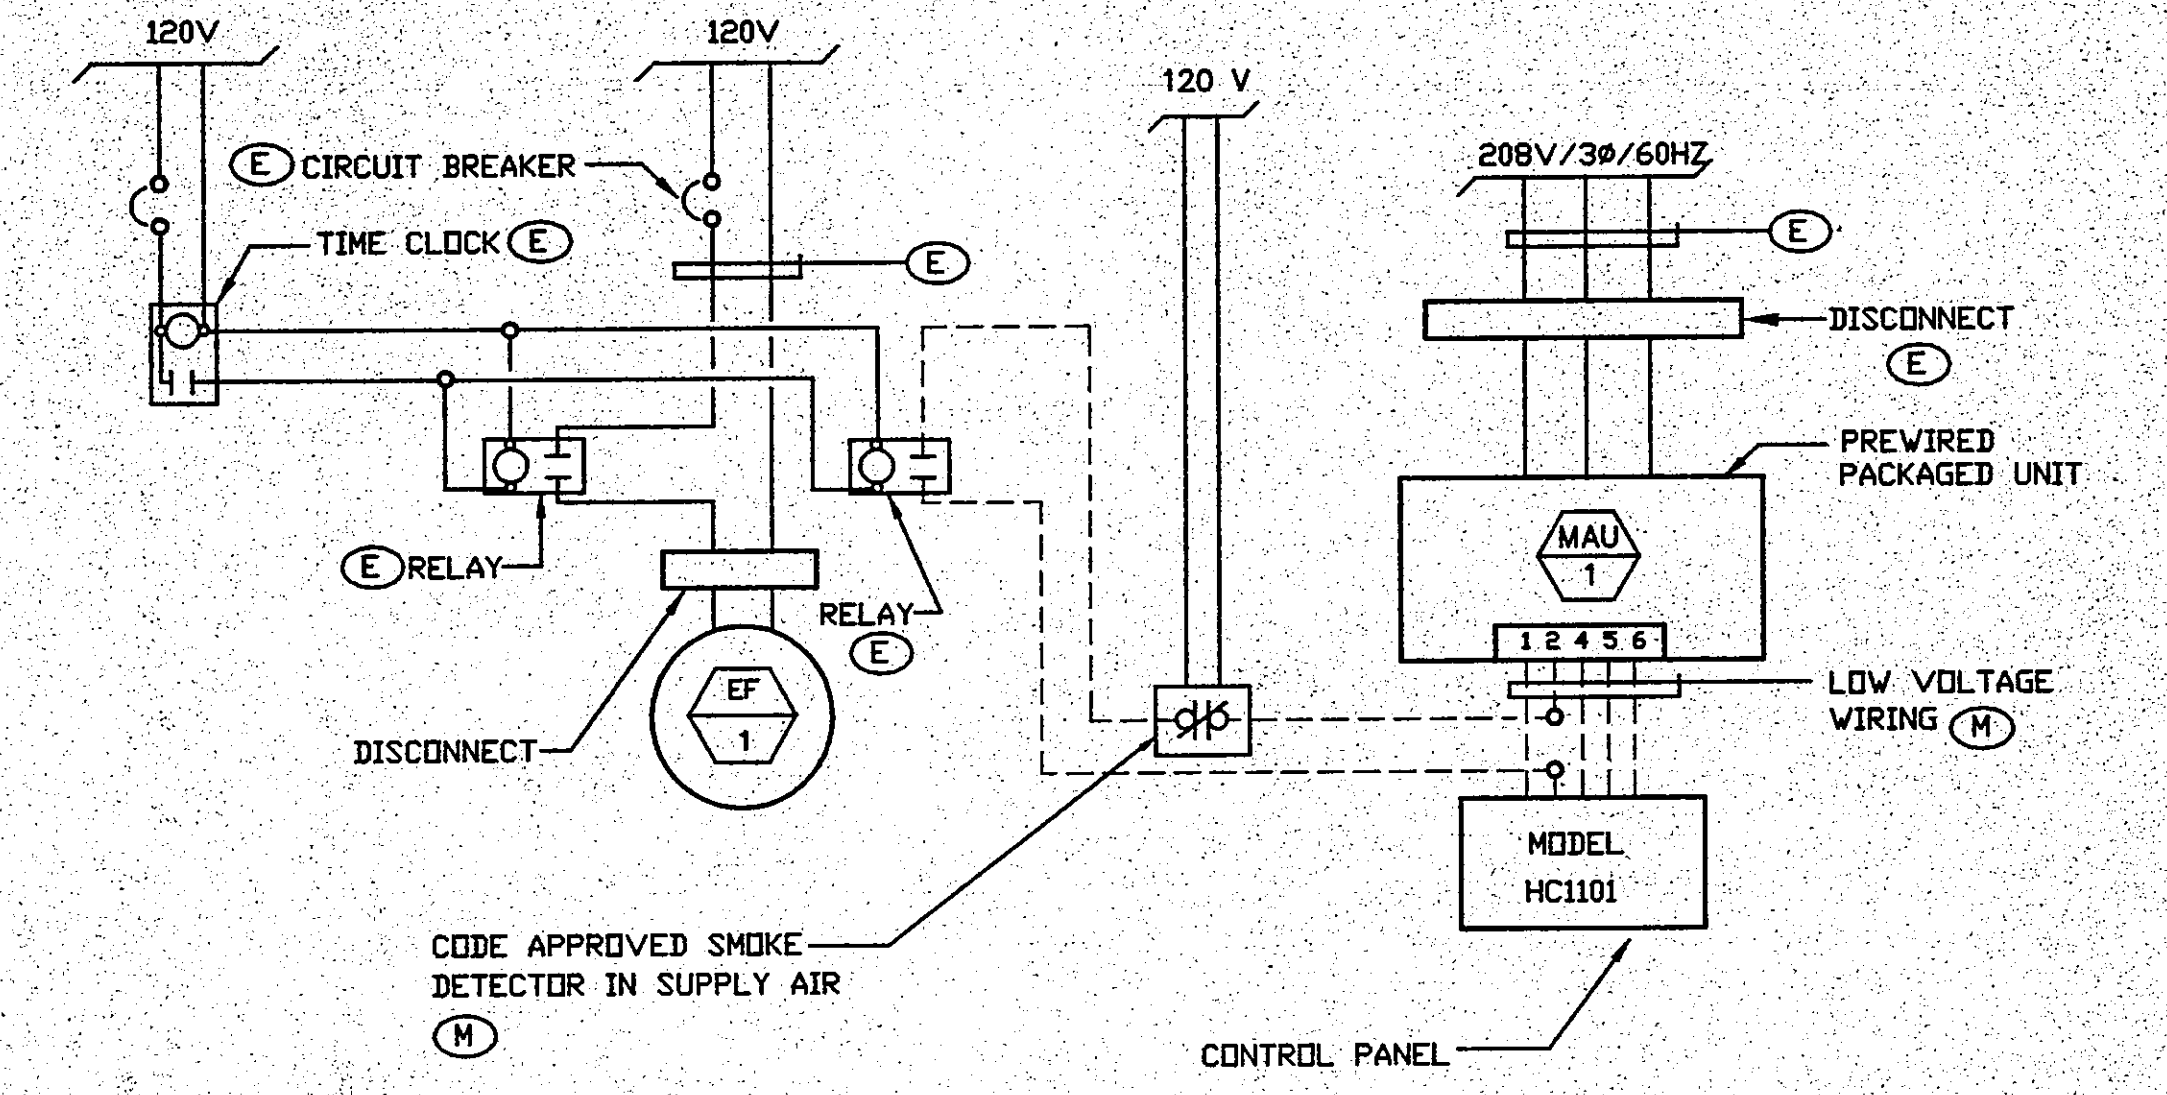 120V
120V
120 V
208V/3Ø/60HZ
E CIRCUIT BREAKER
TIME CLOCK E
E
E
DISCONNECT
E
PREWIRED
PACKAGED UNIT
MAU
1
E RELAY
RELAY
E
1 2 4 5 6
EF
1
LOW VOLTAGE
WIRING M
DISCONNECT
MODEL
HC1101
CODE APPROVED SMOKE
DETECTOR IN SUPPLY AIR
M
CONTROL PANEL